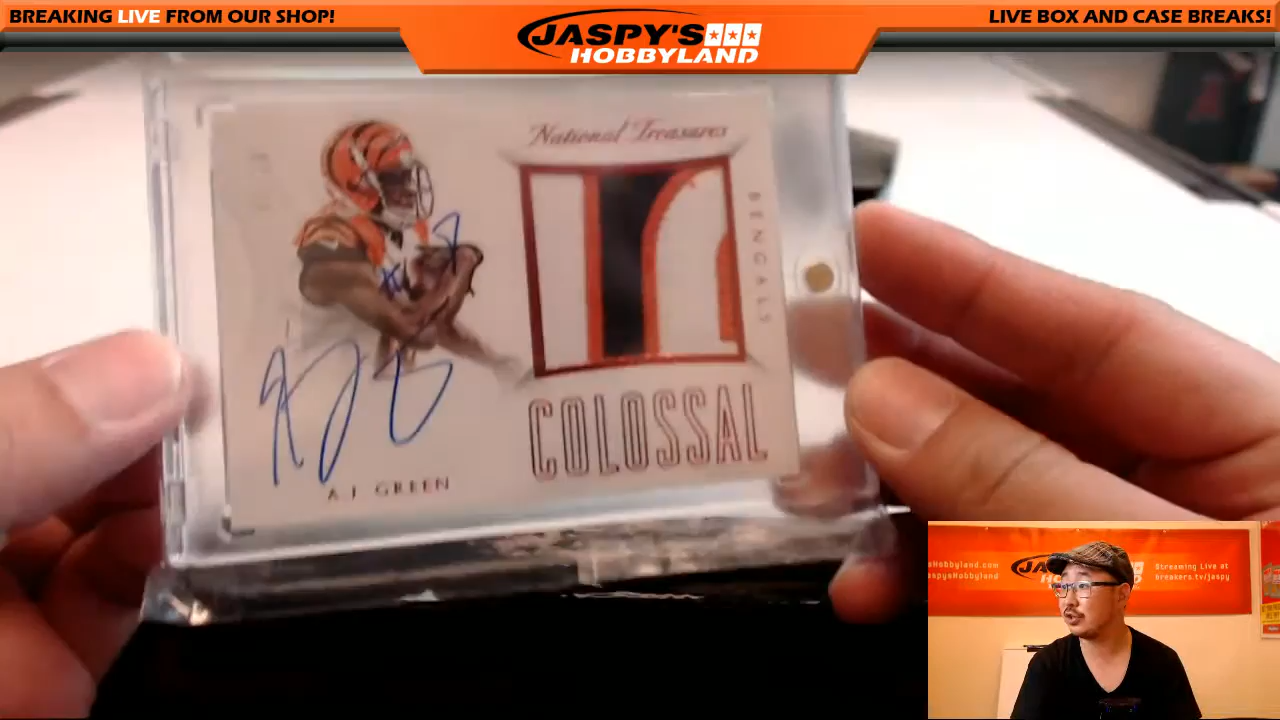 BREAKING LIVE FROM OUR SHOP!
JASPY'S
HOBBYLAND
LIVE BOX AND CASE BREAKS!
National Treasures
BENGALS
COLOSSAL
A.J. GREEN
Streaming Live at
breakers.tv/jaspy